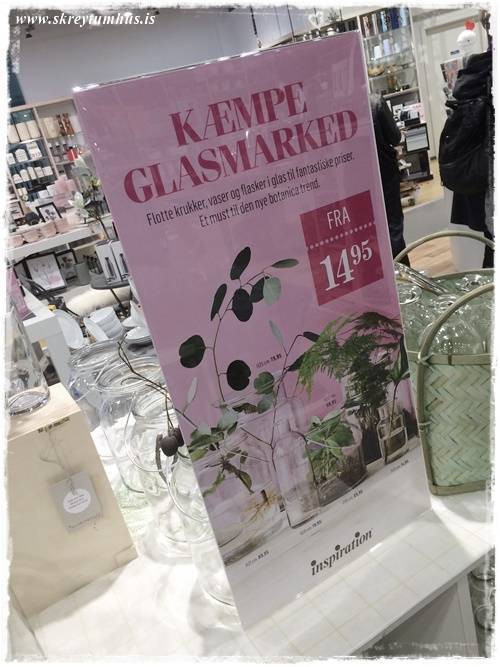 www.skreytumhus.is
KÆMPE
GLASMARKED
Flotte krukker, vaser og flasker i glas til fantastiske priser.
Et must til den nye botanica trend.
FRA
14.95
inspiration